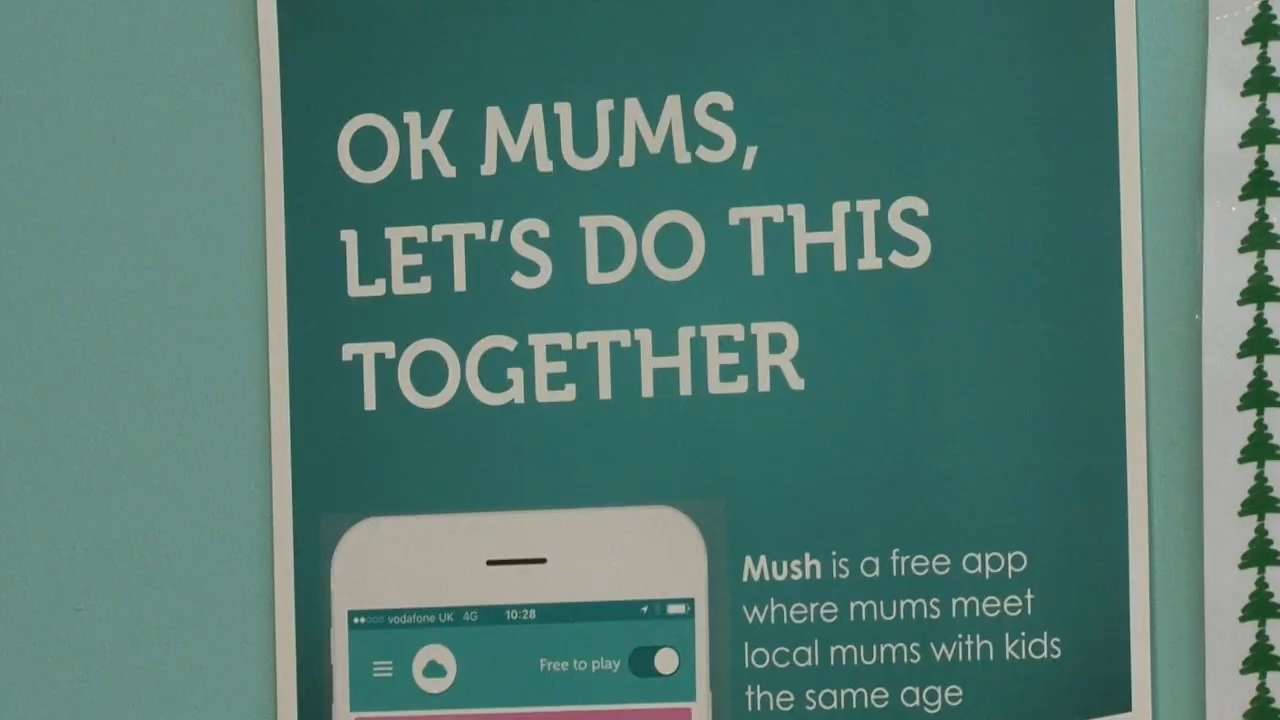 OK MUMS,
LET'S DO THIS
TOGETHER
Mush is a free app
where mums meet
local mums with kids
the same age
vodafone UK 4G 10:28
Free to play